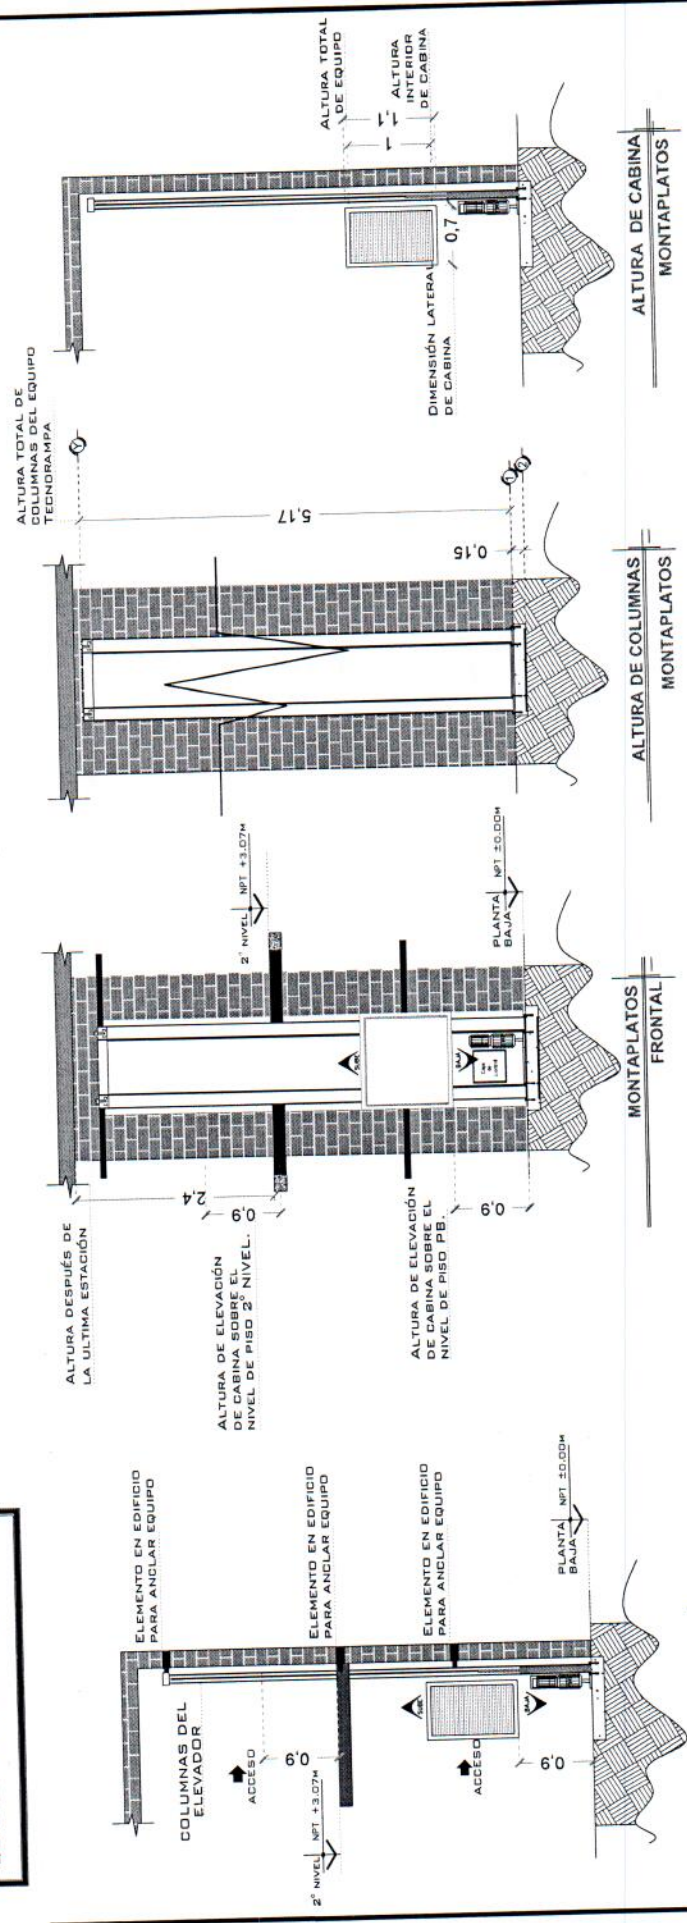 ELEMENTO EN EDIFICIO
PARA ANCLAR EQUIPO
COLUMNAS DEL
ELEVADOR
ACCESO
0,9
2° NIVEL NPT +3.07M
ELEMENTO EN EDIFICIO
PARA ANCLAR EQUIPO
ELEMENTO EN EDIFICIO
PARA ANCLAR EQUIPO
SUBE
BAJA
ACCESO
0,9
PLANTA NPT ±0.00M
BAJA
ALTURA DESPUÉS DE
LA ULTIMA ESTACIÓN
2,4
0,9
ALTURA DE ELEVACIÓN
DE CABINA SOBRE EL
NIVEL DE PISO 2° NIVEL.
2° NIVEL NPT +3.07M
ALTURA DE ELEVACIÓN
DE CABINA SOBRE EL
NIVEL DE PISO PB.
0,9
SUBE
BAJA
PLANTA NPT ±0.00M
BAJA
MONTAPLATOS
FRONTAL
ALTURA TOTAL DE
COLUMNAS DEL EQUIPO
TECNORAMPA
Y
5,17
0,15
1
2
ALTURA DE COLUMNAS
MONTAPLATOS
ALTURA TOTAL
DE EQUIPO
1
1,1
ALTURA
INTERIOR
DE CABINA
DIMENSIÓN LATERAL
DE CABINA
0,7
ALTURA DE CABINA
MONTAPLATOS